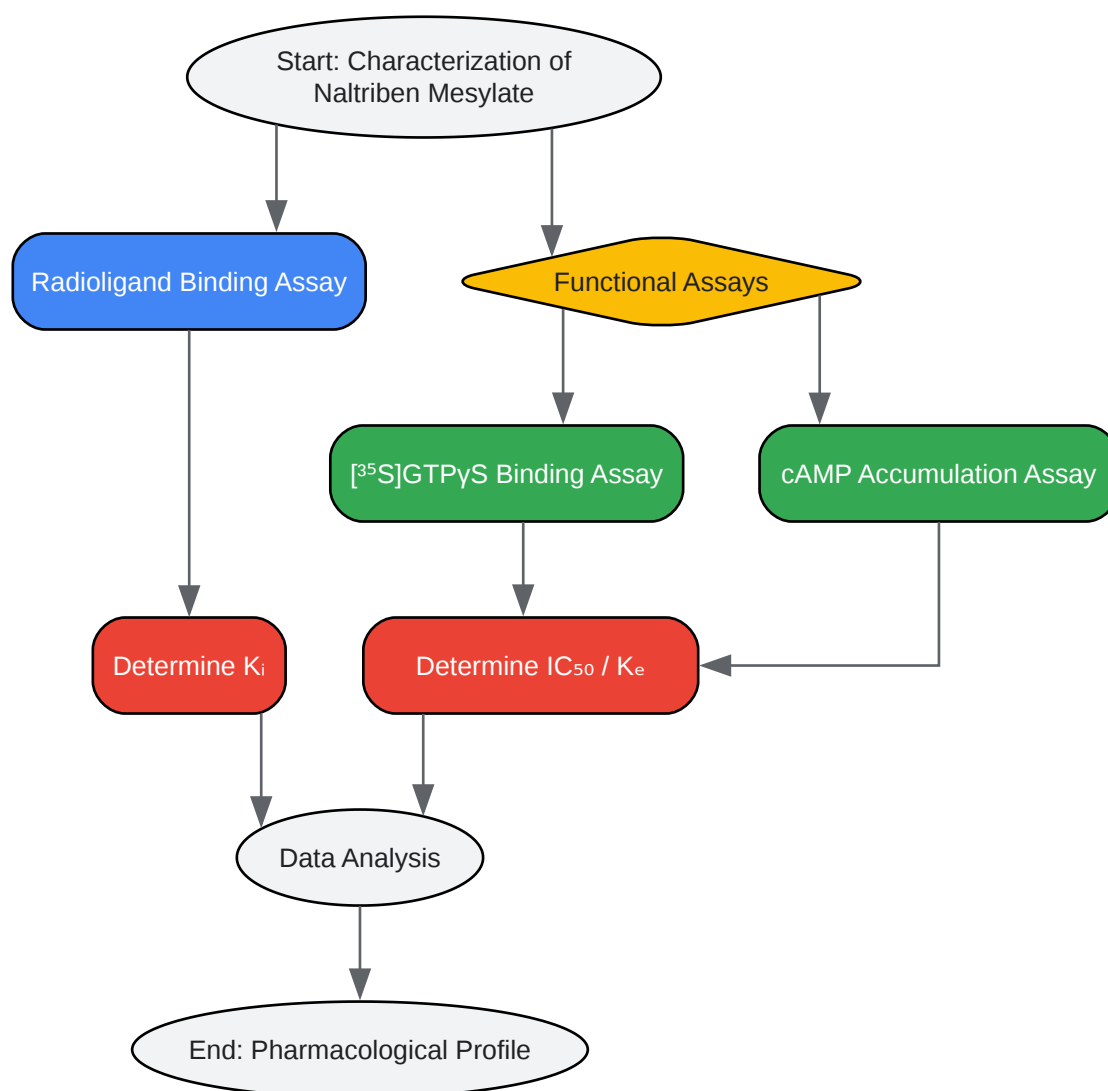 Start: Characterization of
Naltriben Mesylate
Radioligand Binding Assay
Functional Assays
[³⁵S]GTPγS Binding Assay
cAMP Accumulation Assay
Determine Kᵢ
Determine IC₅₀ / Kₑ
Data Analysis
End: Pharmacological Profile